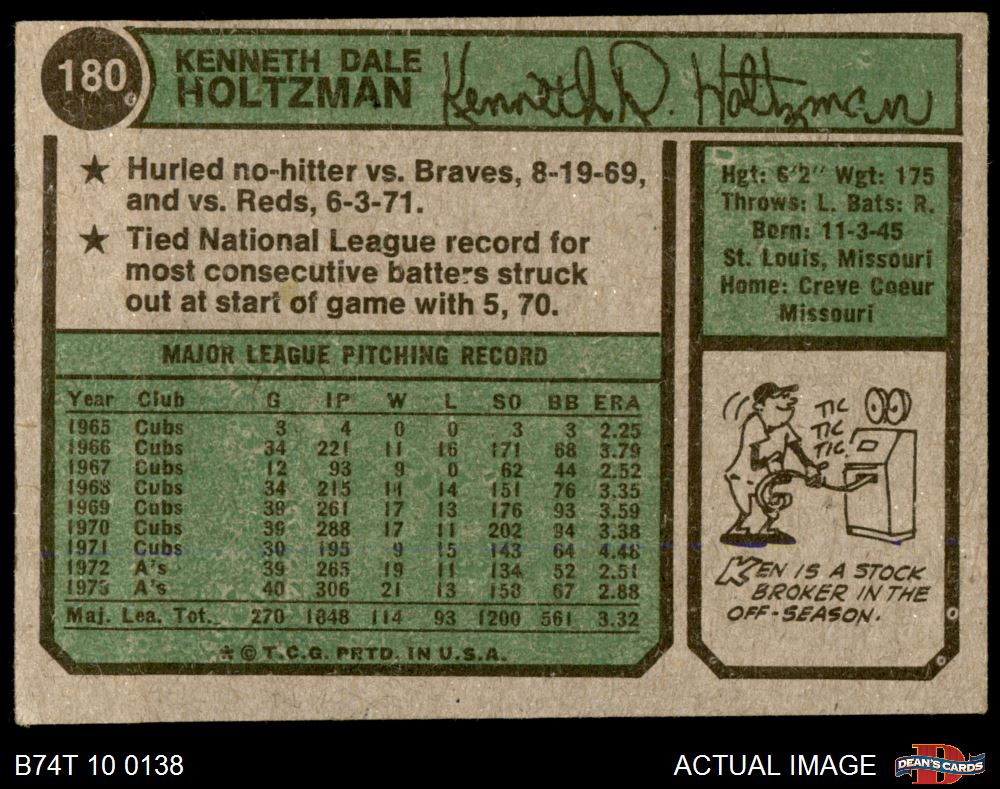 180
KENNETH DALE
HOLTZMAN
Kenneth D. Holtzman
★ Hurled no-hitter vs. Braves, 8-19-69,
and vs. Reds, 6-3-71.
★ Tied National League record for
most consecutive batters struck
out at start of game with 5, 70.
Hgt: 6'2" Wgt: 175
Throws: L. Bats: R.
Born: 11-3-45
St. Louis, Missouri
Home: Creve Coeur
Missouri
MAJOR LEAGUE PITCHING RECORD
Year Club G IP W L SO BB ERA
1965 Cubs 3 4 0 0 3 3 2.25
1966 Cubs 34 221 11 16 171 68 3.79
1967 Cubs 12 93 9 0 62 44 2.52
1968 Cubs 34 215 11 14 151 76 3.35
1969 Cubs 39 261 17 13 176 93 3.59
1970 Cubs 39 288 17 11 202 94 3.38
1971 Cubs 30 195 9 15 143 64 4.48
1972 A's 39 265 19 11 134 52 2.51
1973 A's 40 306 21 13 158 67 2.88
Maj. Lea. Tot. 270 1848 114 93 1200 561 3.32
* © T.C.G. PRTD. IN U.S.A.
TIC
TIC
TIC
KEN IS A STOCK
BROKER IN THE
OFF-SEASON.
B74T 10 0138
ACTUAL IMAGE
D
DEAN'S CARDS